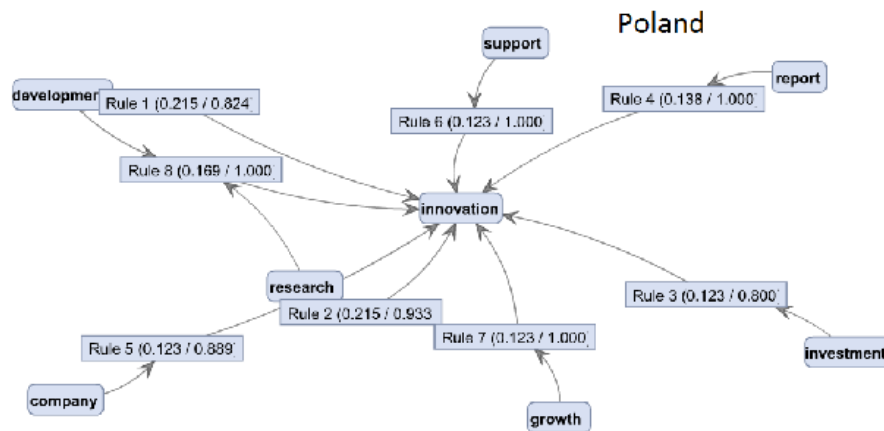 Poland
support
report
developmen
Rule 1 (0.215 / 0.824)
Rule 4 (0.138 / 1.000)
Rule 6 (0.123 / 1.000)
Rule 8 (0.169 / 1.000)
innovation
research
Rule 3 (0.123 / 0.800)
Rule 2 (0.215 / 0.933
Rule 7 (0.123 / 1.000)
Rule 5 (0.123 / 0.889)
investment
company
growth